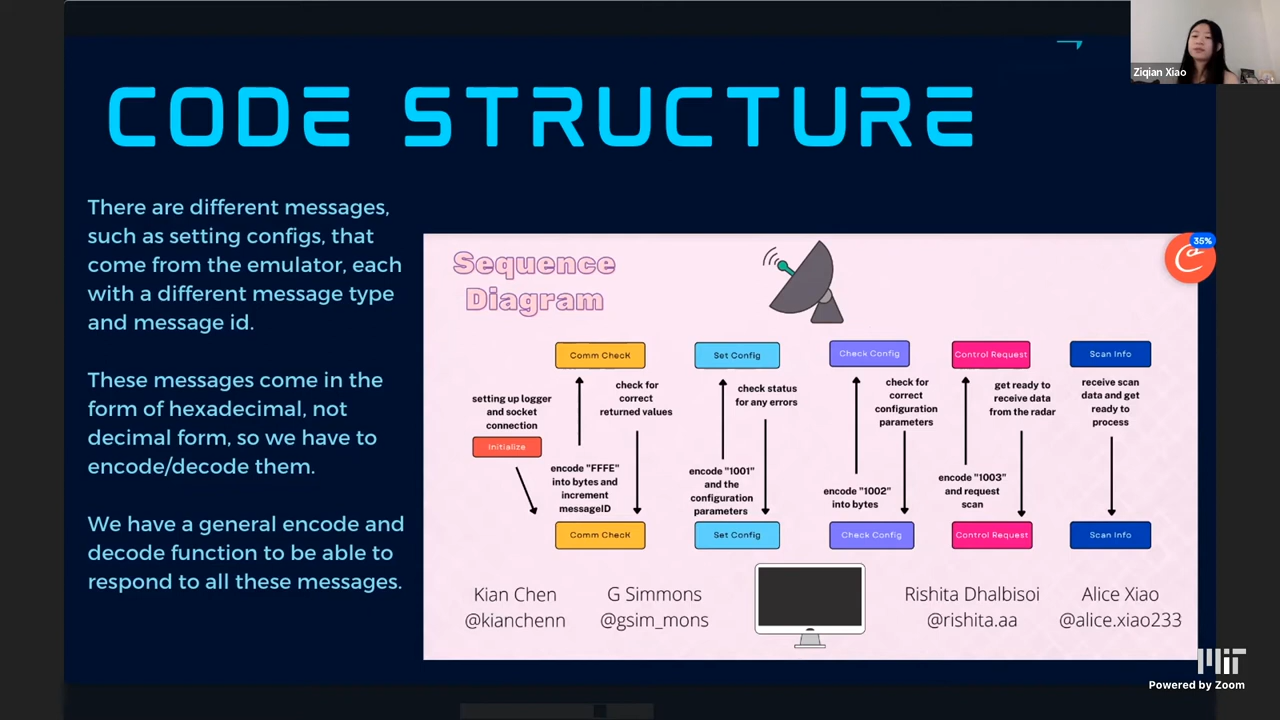 Ziqian Xiao
CODE STRUCTURE
There are different messages,
such as setting configs, that
come from the emulator, each
with a different message type
and message id.
These messages come in the
form of hexadecimal, not
decimal form, so we have to
encode/decode them.
We have a general encode and
decode function to be able to
respond to all these messages.
35%
Sequence
Diagram
Comm ChecK
Set Config
Check Config
Control Request
Scan Info
setting up logger
and socket
connection
Initialize
check for
correct
returned values
encode "FFFE"
into bytes and
increment
messageID
check status
for any errors
encode "1001"
and the
configuration
parameters
check for
correct
configuration
parameters
encode "1002"
into bytes
get ready to
receive data
from the radar
encode "1003"
and request
scan
receive scan
data and get
ready to
process
Comm ChecK
Set Config
Check Config
Control Request
Scan Info
Kian Chen
@kianchenn
G Simmons
@gsim_mons
Rishita Dhalbisoi
@rishita.aa
Alice Xiao
@alice.xiao233
MIT
Powered by Zoom